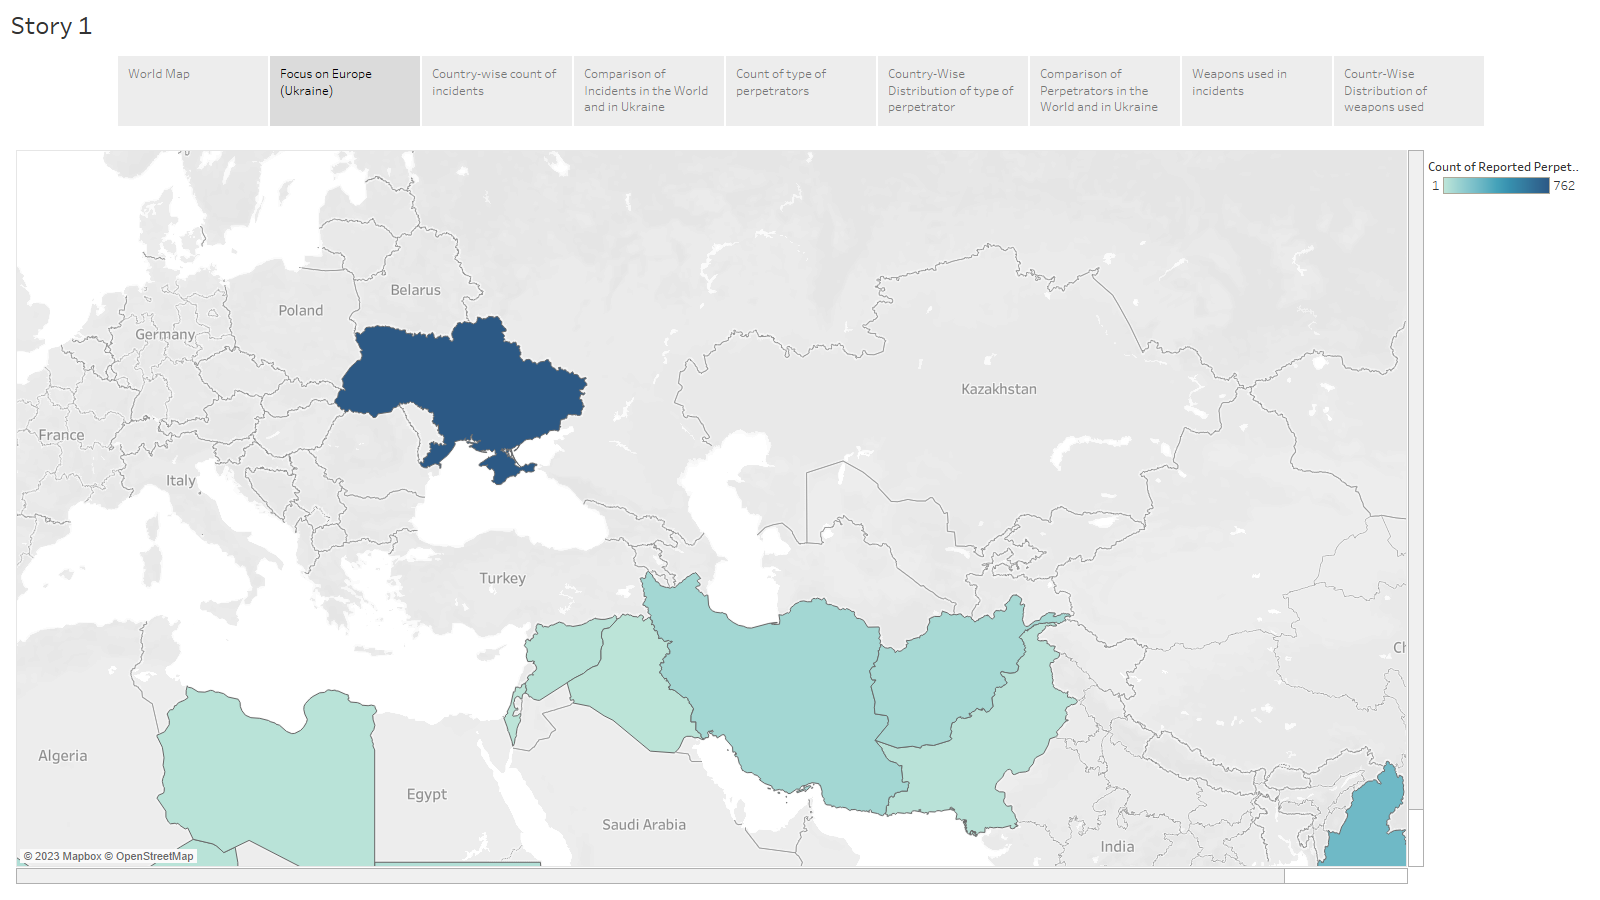 Story 1
World Map
Focus on Europe
(Ukraine)
Country-wise count of
incidents
Comparison of
Incidents in the World
and in Ukraine
Count of type of
perpetrators
Country-Wise
Distribution of type of
perpetrator
Comparison of
Perpetrators in the
World and in Ukraine
Weapons used in
incidents
Countr-Wise
Distribution of
weapons used
Count of Reported Perpet..
1
762
Belarus
Poland
Germany
Kazakhstan
France
Italy
Turkey
Ch
Algeria
Egypt
Saudi Arabia
India
© 2023 Mapbox © OpenStreetMap